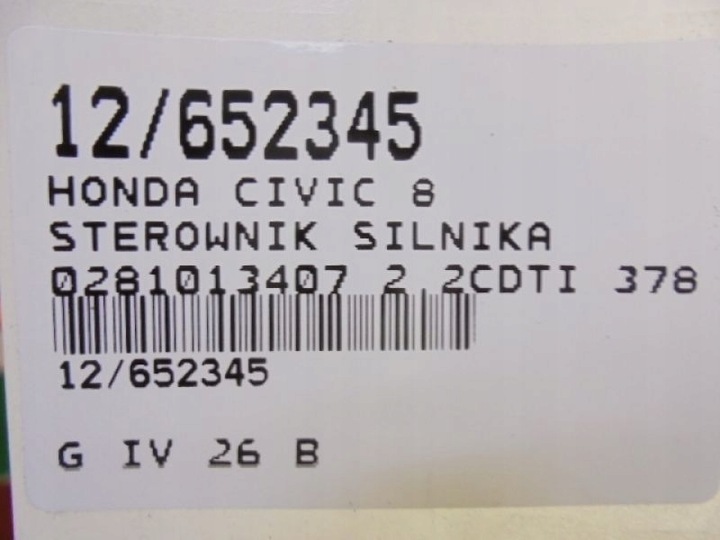 12/652345
HONDA CIVIC 8
STEROWNIK SILNIKA
0281013407 2.2CDTI 378
12/652345
G IV 26 B